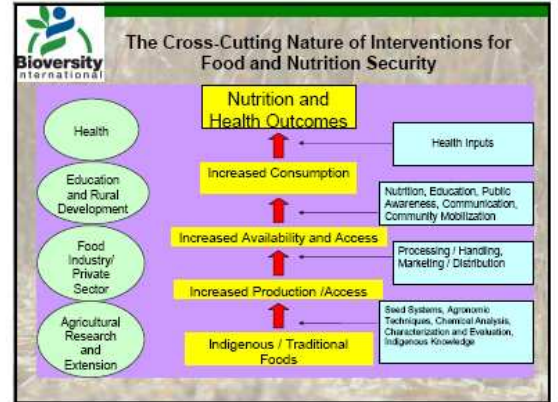 Bioversity
International
The Cross-Cutting Nature of Interventions for
Food and Nutrition Security
Nutrition and
Health Outcomes
Health
Health Inputs
Increased Consumption
Education
and Rural
Development
Nutrition, Education, Public
Awareness, Communication,
Community Mobilization
Increased Availability and Access
Food
Industry/
Private
Sector
Processing / Handling,
Marketing / Distribution
Increased Production /Access
Agricultural
Research
and
Extension
Seed Systems, Agronomic
Techniques, Chemical Analysis,
Characterization and Evaluation,
Indigenous Knowledge
Indigenous / Traditional
Foods